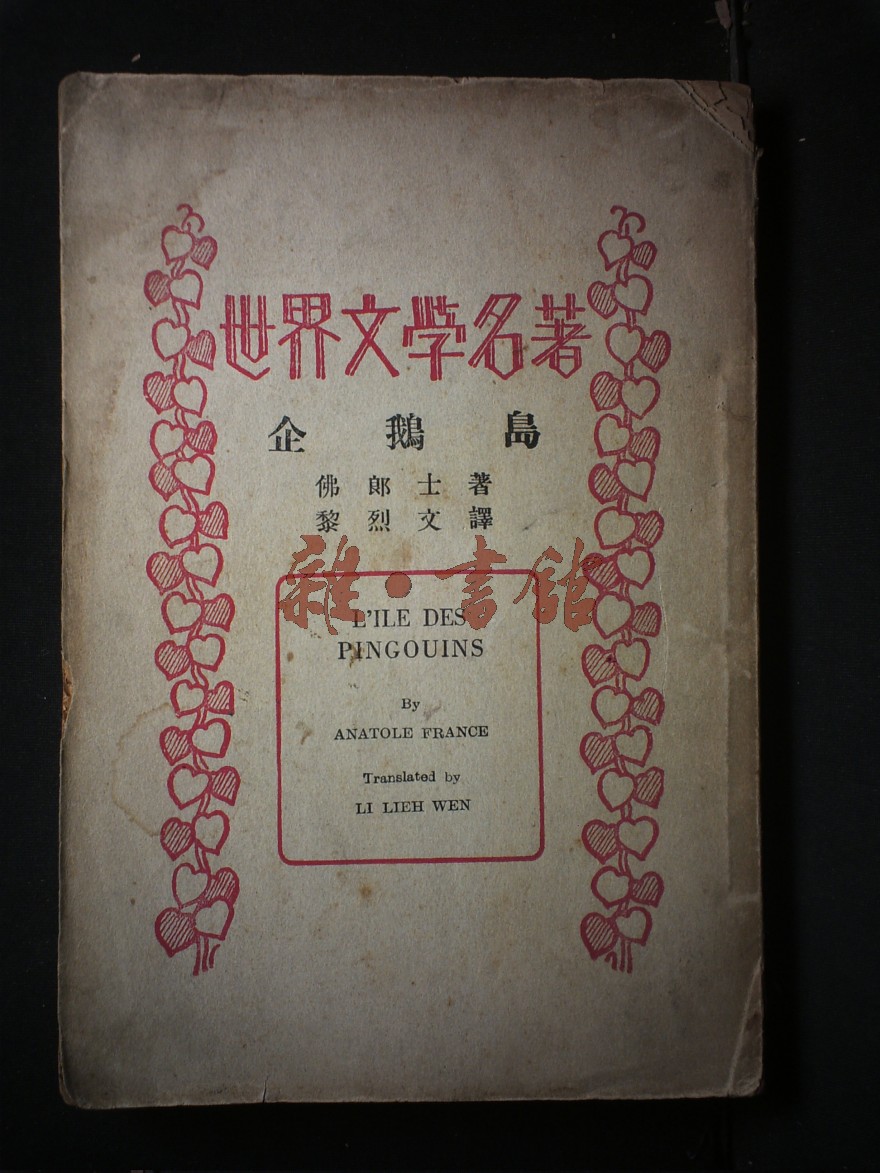 世界文學名著
企鵝島
佛郎士著
黎烈文譯
雜·書館
L'ILE DES
PINGOUINS
By
ANATOLE FRANCE
Translated by
LI LIEH WEN